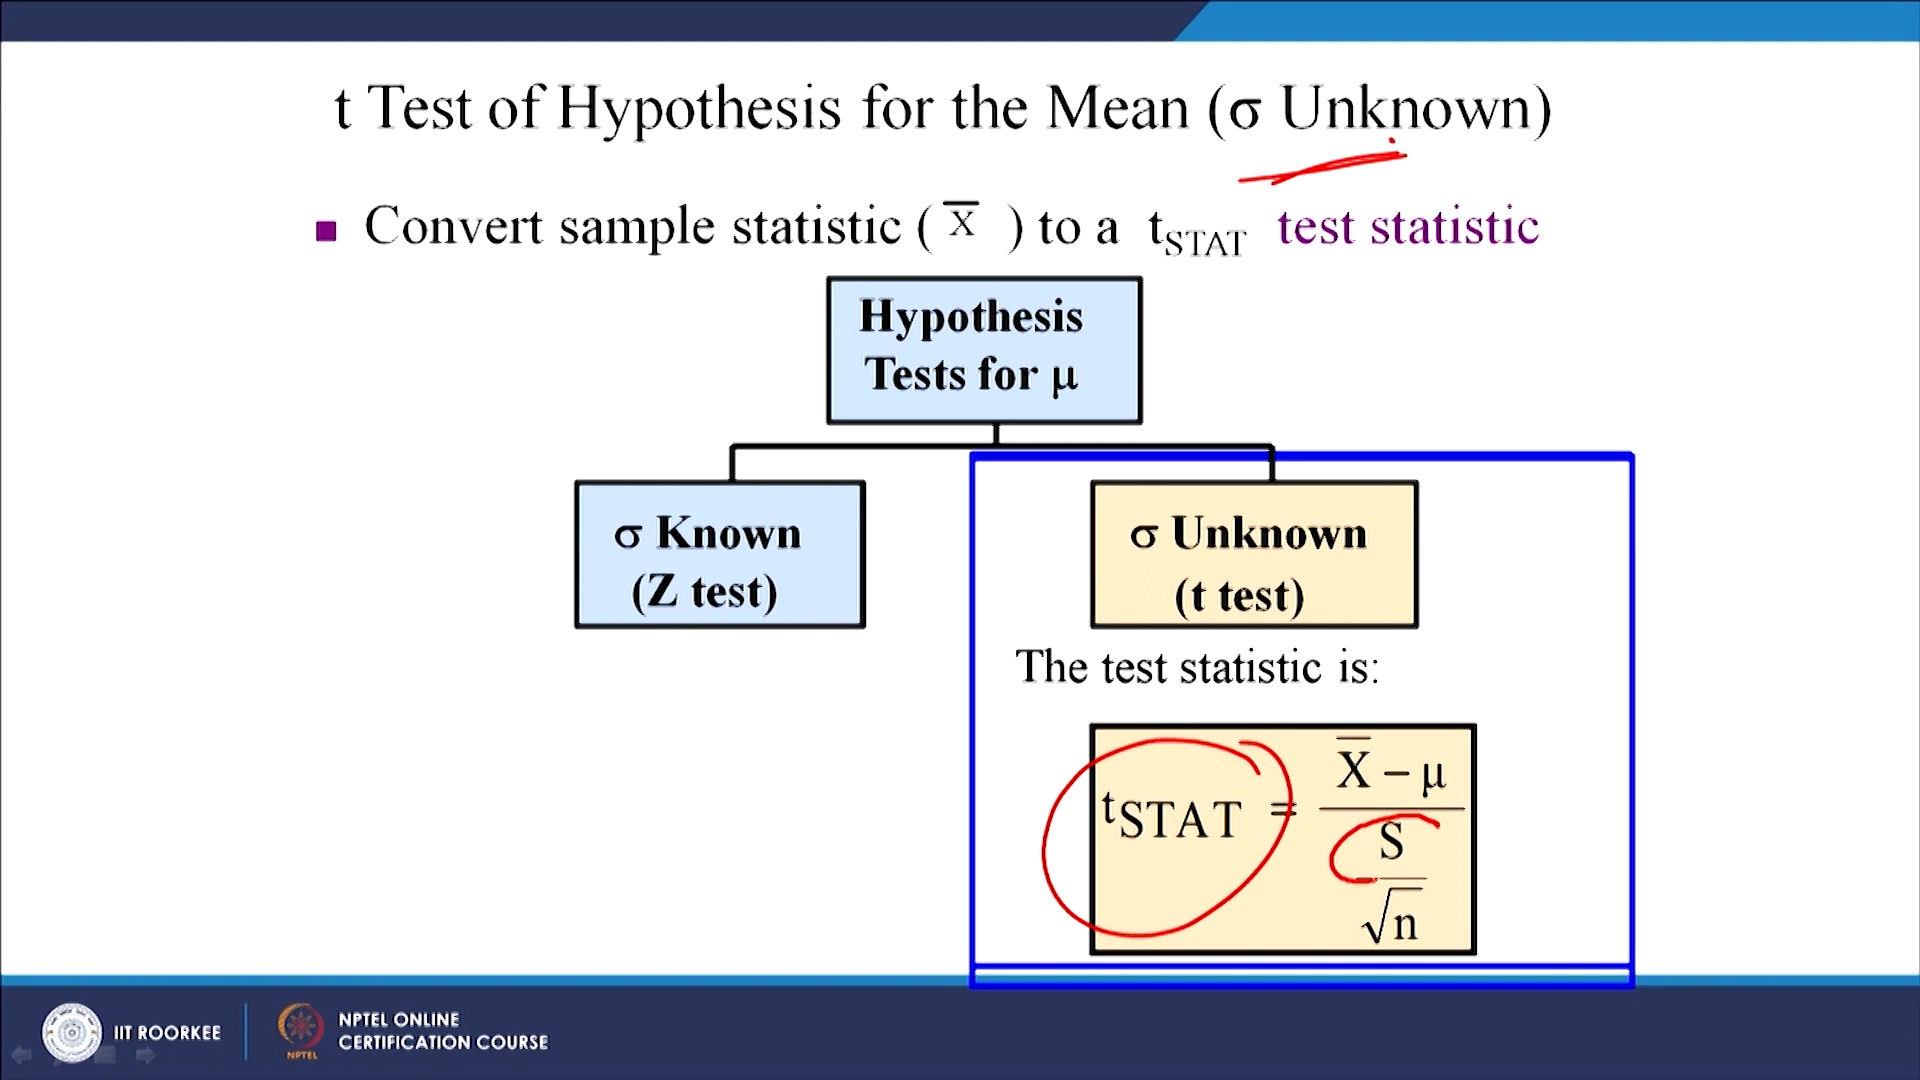 t Test of Hypothesis for the Mean (σ Unknown)
Convert sample statistic ( X̅ ) to a tSTAT test statistic
Hypothesis
Tests for μ
σ Known
(Z test)
σ Unknown
(t test)
The test statistic is:
tSTAT = (X̅ − μ) / (S / √n)
IIT ROORKEE
NPTEL
NPTEL ONLINE
CERTIFICATION COURSE